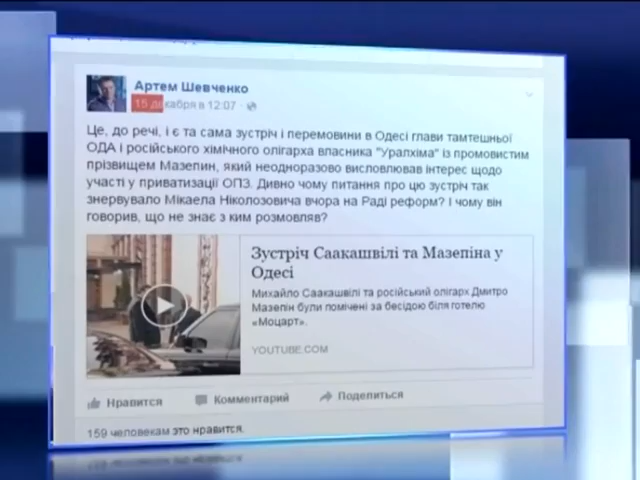 Артем Шевченко
15 декабря в 12:07
Це, до речі, і є та сама зустріч і перемовини в Одесі глави тамтешньої
ОДА і російського хімічного олігарха власника "Уралхіма" із промовистим
прізвищем Мазепин, який неодноразово висловлював інтерес щодо
участі у приватизації ОПЗ. Дивно чому питання про цю зустріч так
знервувало Мікаела Ніколозовича вчора на Раді реформ? І чому він
говорив, що не знає з ким розмовляв?
Зустріч Саакашвілі та Мазепіна у
Одесі
Михайло Саакашвілі та російський олігарх Дмитро
Мазепін були помічені за бесідою біля готелю
«Моцарт».
YOUTUBE.COM
Нравится Комментарий Поделиться
159 человекам это нравится.